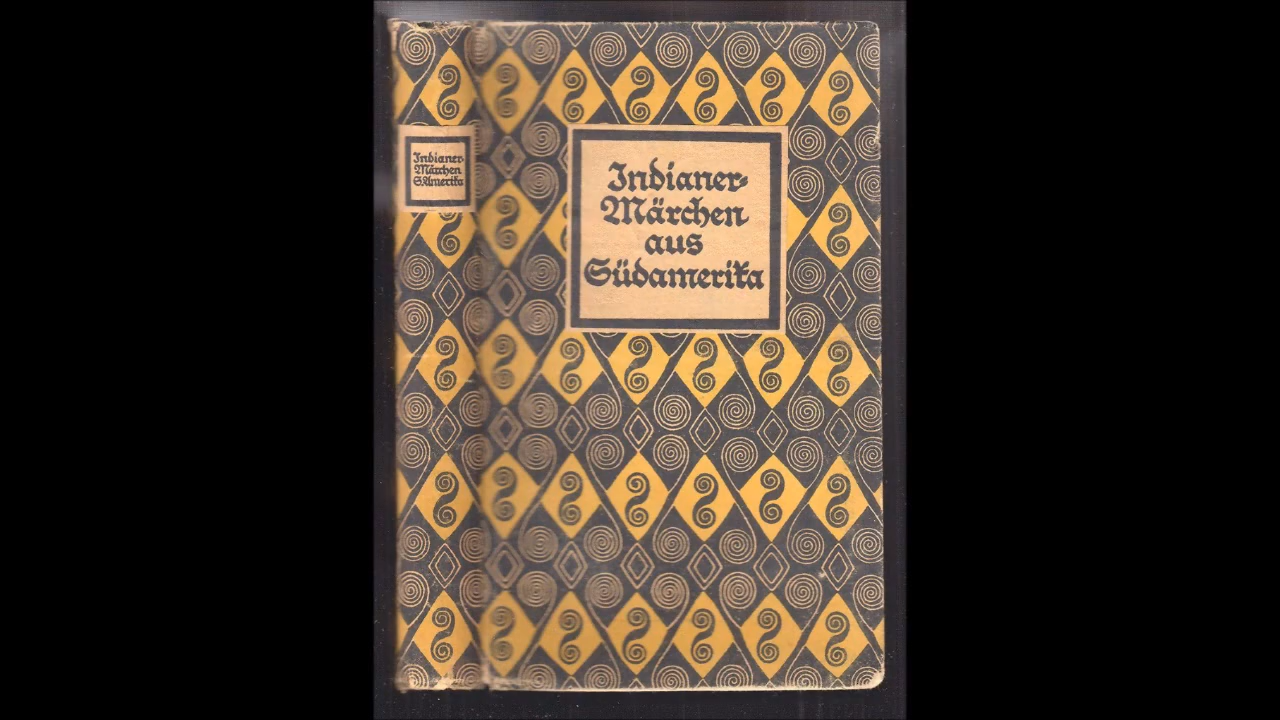 Indianer-
Märchen
S.Amerika
Indianer-
Märchen
aus
Südamerika